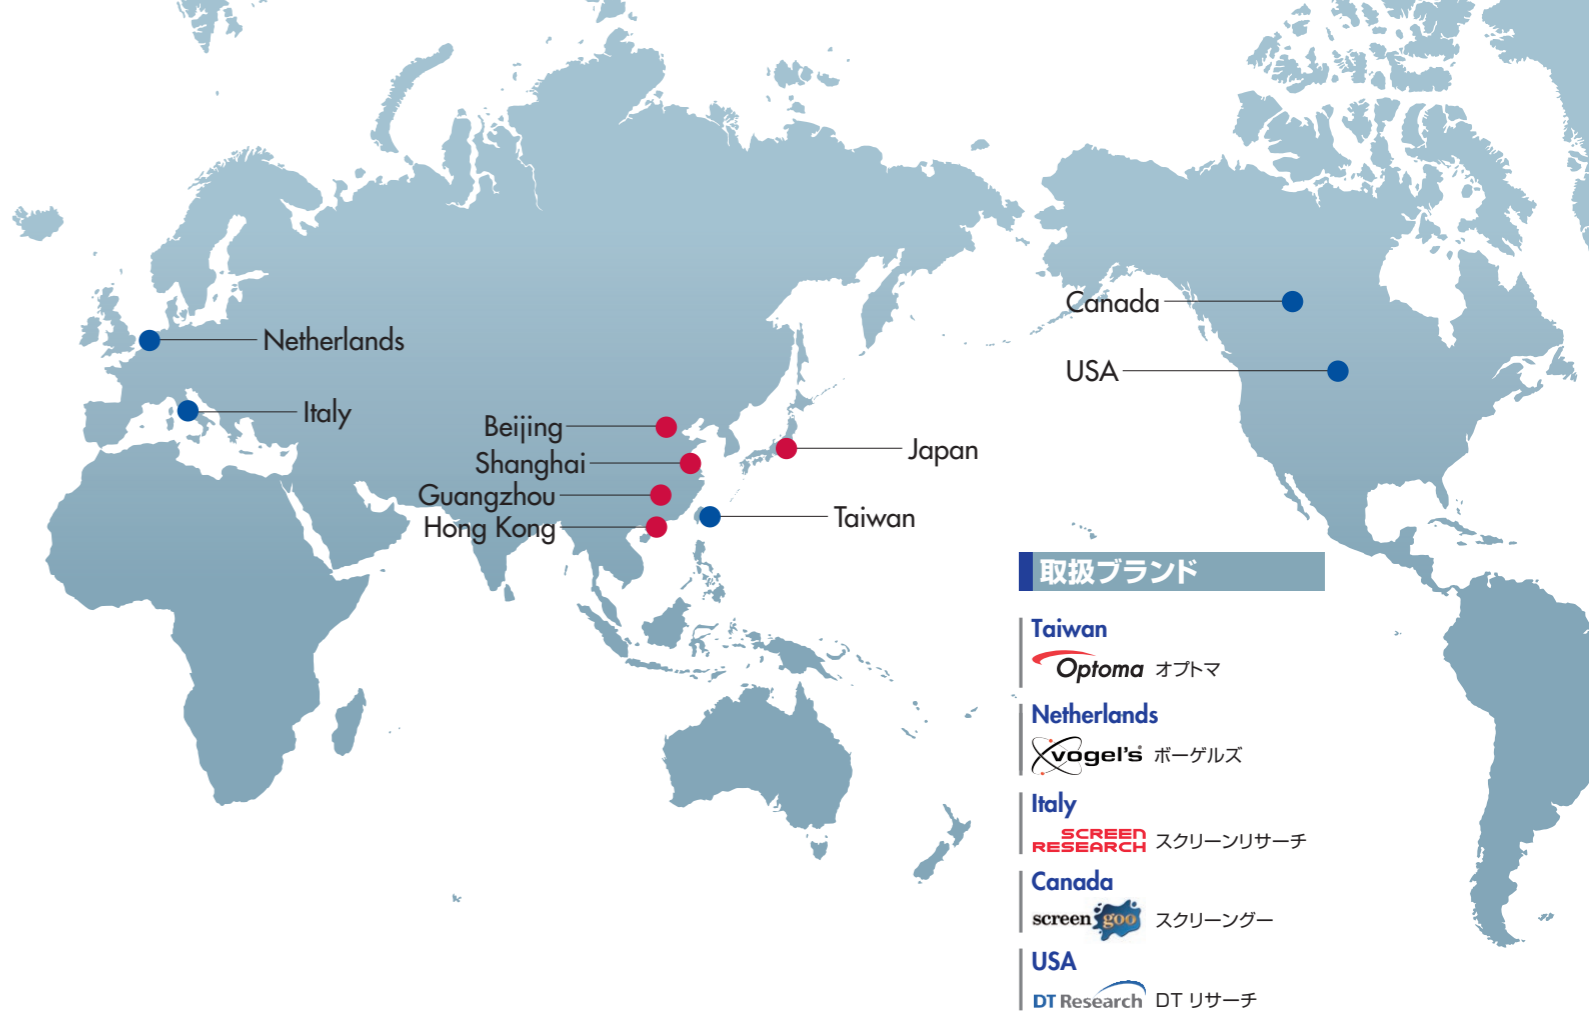 Canada
Netherlands
USA
Italy
Beijing
Japan
Shanghai
Guangzhou
Taiwan
Hong Kong
取扱ブランド
Taiwan
Optoma オプトマ
Netherlands
vogel's® ボーゲルズ
Italy
SCREEN
RESEARCH スクリーンリサーチ
Canada
screen goo スクリーングー
USA
DT Research DT リサーチ